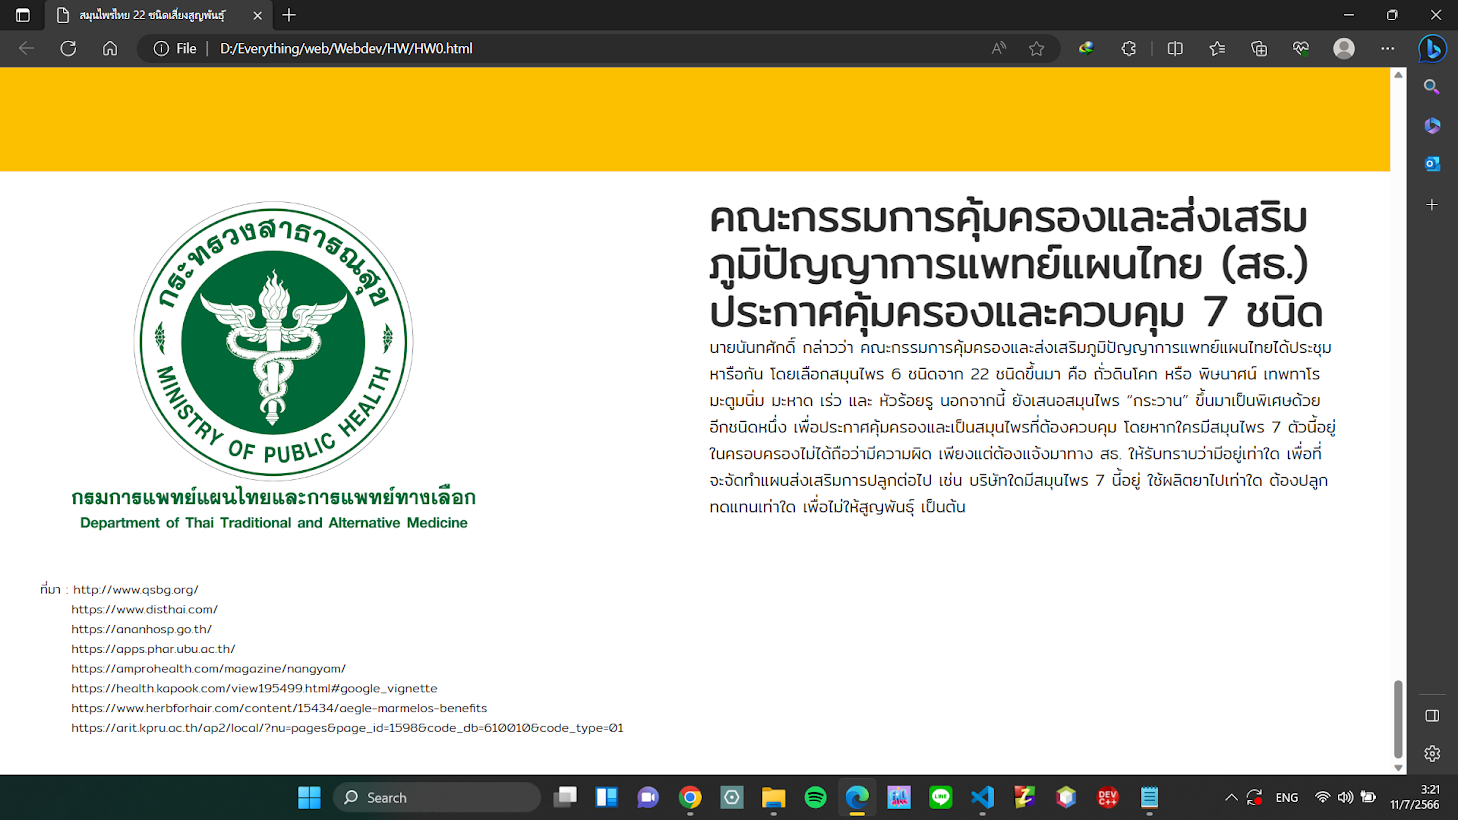 สมุนไพรไทย 22 ชนิดเสี่ยงสูญพันธุ์
File
D:/Everything/web/Webdev/HW/HW0.html
กระทรวงสาธารณสุข
MINISTRY OF PUBLIC HEALTH
กรมการแพทย์แผนไทยและการแพทย์ทางเลือก
Department of Thai Traditional and Alternative Medicine
คณะกรรมการคุ้มครองและส่งเสริม
ภูมิปัญญาการแพทย์แผนไทย (สธ.)
ประกาศคุ้มครองและควบคุม 7 ชนิด
นายนันทศักดิ์ กล่าวว่า คณะกรรมการคุ้มครองและส่งเสริมภูมิปัญญาการแพทย์แผนไทยได้ประชุม
หารือกัน โดยเลือกสมุนไพร 6 ชนิดจาก 22 ชนิดขึ้นมา คือ ถั่วดินโคก หรือ พิษนาศน์ เทพทาโร
มะตูมนิ่ม มะหาด เร่ว และ หัวร้อยรู นอกจากนี้ ยังเสนอสมุนไพร “กระวาน” ขึ้นมาเป็นพิเศษด้วย
อีกชนิดหนึ่ง เพื่อประกาศคุ้มครองและเป็นสมุนไพรที่ต้องควบคุม โดยหากใครมีสมุนไพร 7 ตัวนี้อยู่
ในครอบครองไม่ได้ถือว่ามีความผิด เพียงแต่ต้องแจ้งมาทาง สธ. ให้รับทราบว่ามีอยู่เท่าใด เพื่อที่
จะจัดทำแผนส่งเสริมการปลูกต่อไป เช่น บริษัทใดมีสมุนไพร 7 นี้อยู่ ใช้ผลิตยาไปเท่าใด ต้องปลูก
ทดแทนเท่าใด เพื่อไม่ให้สูญพันธุ์ เป็นต้น
ที่มา : http://www.qsbg.org/
https://www.disthai.com/
https://ananhosp.go.th/
https://apps.phar.ubu.ac.th/
https://amprohealth.com/magazine/nangyam/
https://health.kapook.com/view195499.html#google_vignette
https://www.herbforhair.com/content/15434/aegle-marmelos-benefits
https://arit.kpru.ac.th/ap2/local/?nu=pages&page_id=1598&code_db=610010&code_type=01
Search
LINE
DEV
C++
ENG
3:21
11/7/2566